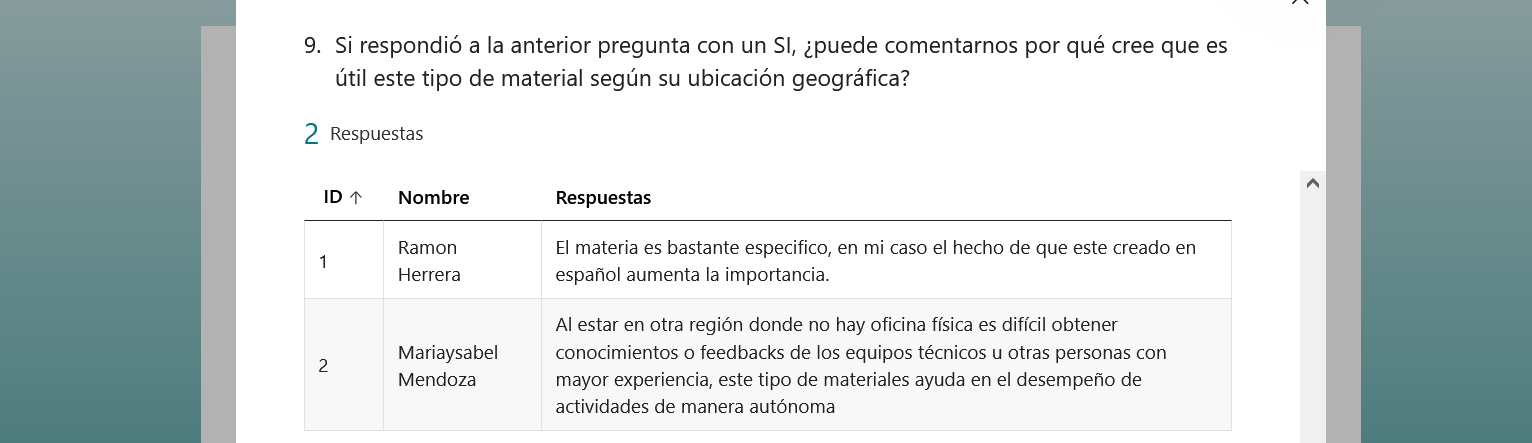 9. Si respondió a la anterior pregunta con un SI, ¿puede comentarnos por qué cree que es
útil este tipo de material según su ubicación geográfica?
2 Respuestas
ID ↑ Nombre Respuestas
1
Ramon
Herrera
El materia es bastante especifico, en mi caso el hecho de que este creado en
español aumenta la importancia.
2
Mariaysabel
Mendoza
Al estar en otra región donde no hay oficina física es difícil obtener
conocimientos o feedbacks de los equipos técnicos u otras personas con
mayor experiencia, este tipo de materiales ayuda en el desempeño de
actividades de manera autónoma